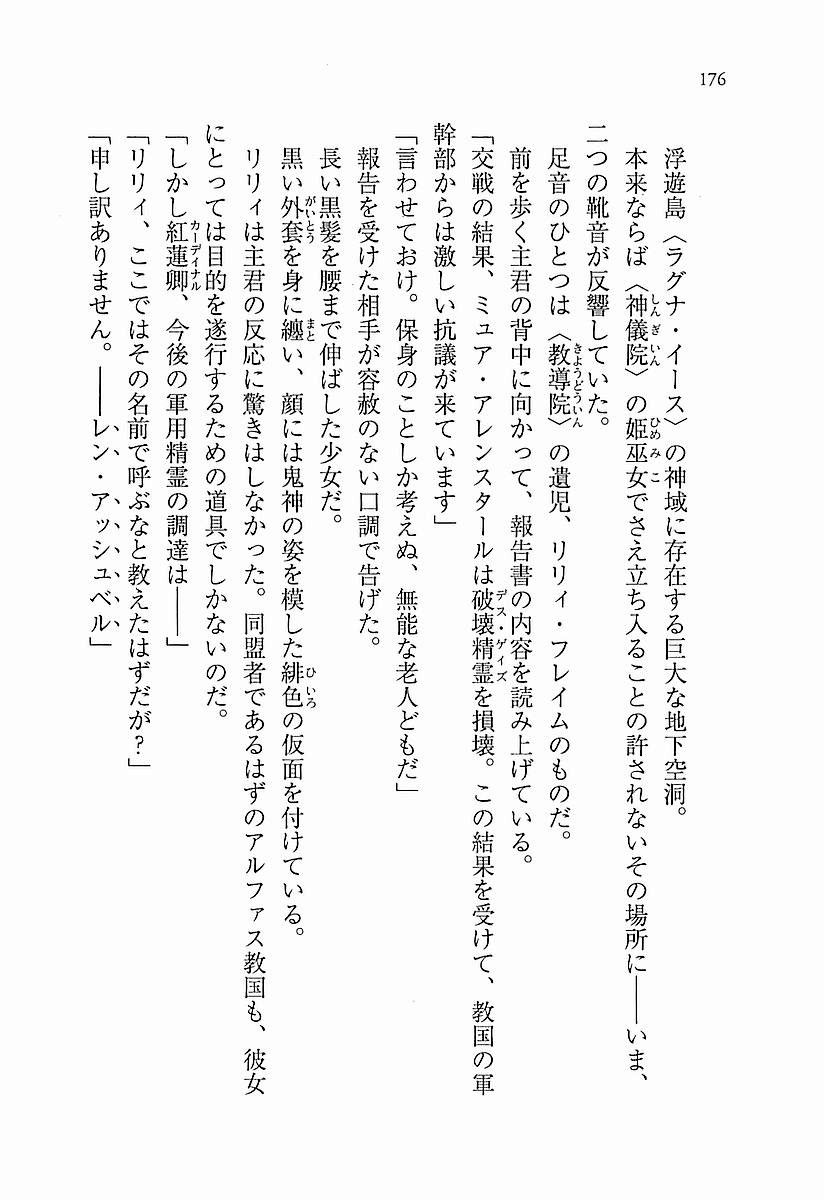 176
浮遊島〈ラグナ・イース〉の神域に存在する巨大な地下空洞。
本来ならば〈神儀院〉の姫巫女でさえ立ち入ることの許されないその場所に――いま、
二つの靴音が反響していた。
足音のひとつは〈教導院〉の遺児、リリィ・フレイムのものだ。
前を歩く主君の背中に向かって、報告書の内容を読み上げている。
「交戦の結果、ミュア・アレンスタールは破壊精霊を損壊。この結果を受けて、教国の軍
幹部からは激しい抗議が来ています」
「言わせておけ。保身のことしか考えぬ、無能な老人どもだ」
報告を受けた相手が容赦のない口調で告げた。
長い黒髪を腰まで伸ばした少女だ。
黒い外套を身に纏い、顔には鬼神の姿を模した緋色の仮面を付けている。
リリィは主君の反応に驚きはしなかった。同盟者であるはずのアルファス教国も、彼女
にとっては目的を遂行するための道具でしかないのだ。
「しかし紅蓮卿、今後の軍用精霊の調達は――」
「リリィ、ここではその名前で呼ぶなと教えたはずだが？」
「申し訳ありません。――レン・アッシュベル」